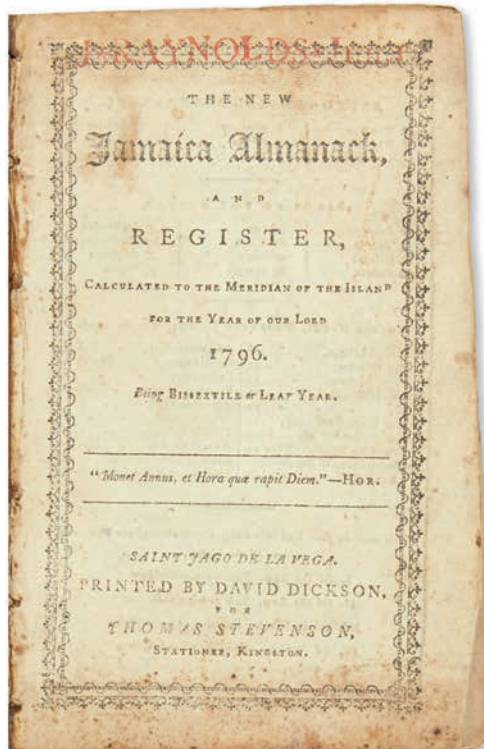 J. RAYNOLDS
THE NEW
Jamaica Almanack,
AND
REGISTER,
CALCULATED TO THE MERIDIAN OF THE ISLAND
FOR THE YEAR OF OUR LORD
1796.
Being BISSEXTILE or LEAP YEAR.
"Monet Annus, et Hora quæ rapit Diem."—HOR.
SAINT JAGO DE LA VEGA.
PRINTED BY DAVID DICKSON,
FOR
THOMAS STEVENSON,
STATIONER, KINGSTON.